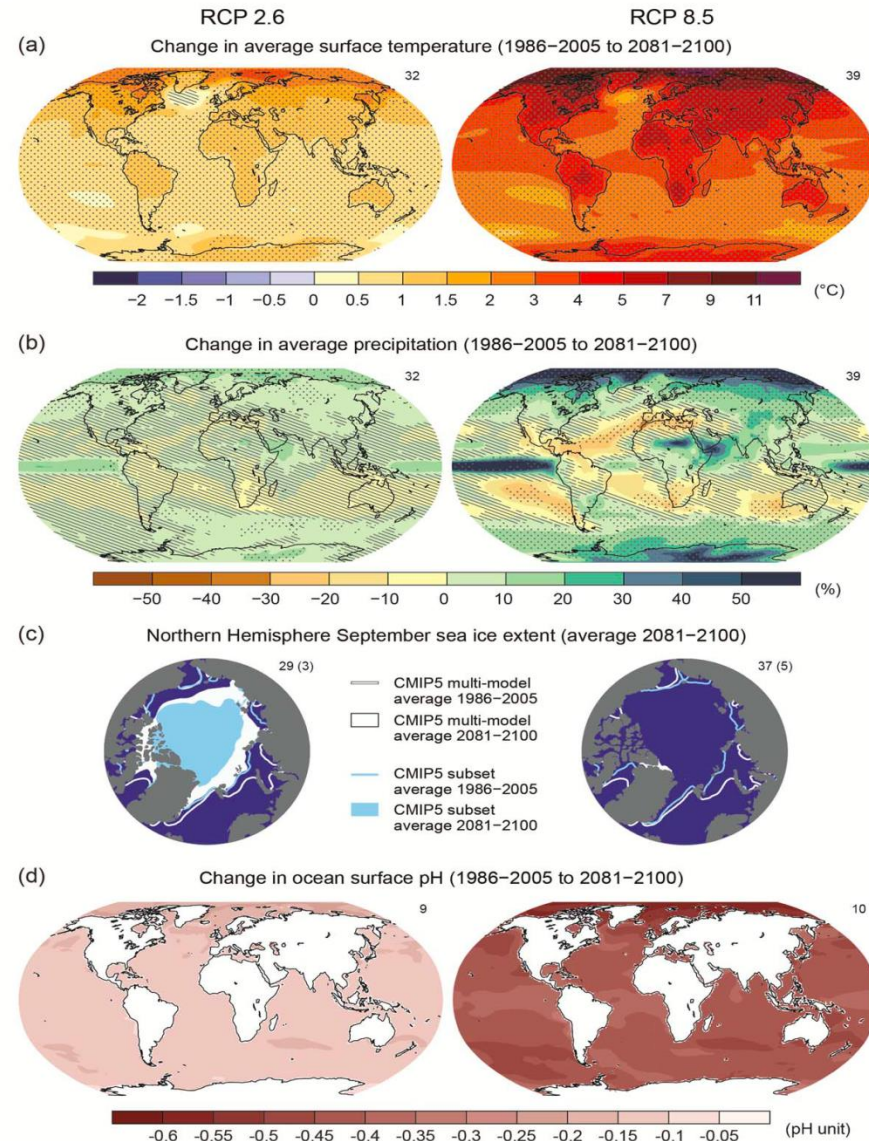 RCP 2.6 RCP 8.5
(a) Change in average surface temperature (1986−2005 to 2081−2100)
32 39
−2 −1.5 −1 −0.5 0 0.5 1 1.5 2 3 4 5 7 9 11 (°C)
(b) Change in average precipitation (1986−2005 to 2081−2100)
32 39
−50 −40 −30 −20 −10 0 10 20 30 40 50 (%)
(c) Northern Hemisphere September sea ice extent (average 2081−2100)
29 (3) 37 (5)
CMIP5 multi-model
average 1986−2005
CMIP5 multi-model
average 2081−2100
CMIP5 subset
average 1986−2005
CMIP5 subset
average 2081−2100
(d) Change in ocean surface pH (1986−2005 to 2081−2100)
9 10
-0.6 -0.55 -0.5 -0.45 -0.4 -0.35 -0.3 -0.25 -0.2 -0.15 -0.1 -0.05 (pH unit)